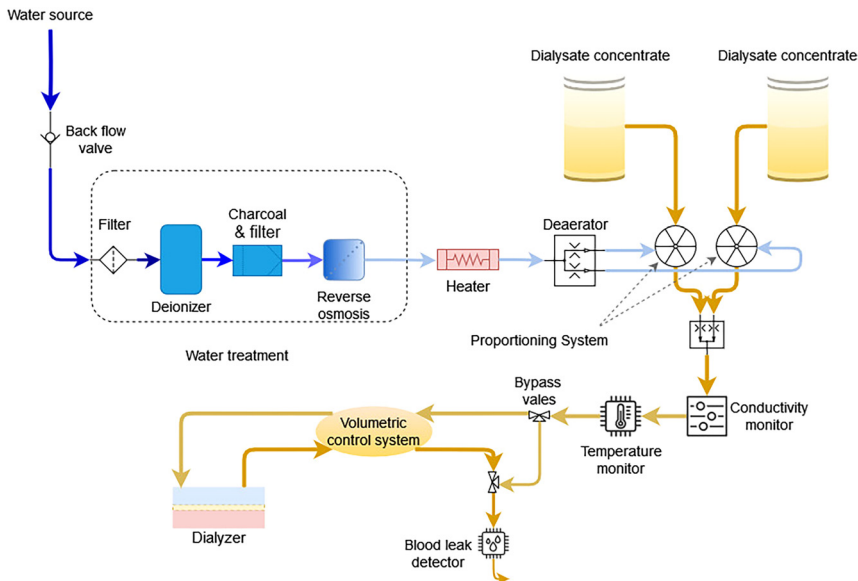 Water source
Dialysate concentrate
Dialysate concentrate
Back flow
valve
Filter
Charcoal
& filter
Deaerator
Deionizer
Reverse
osmosis
Heater
Proportioning System
Water treatment
Bypass
vales
Volumetric
control system
Conductivity
monitor
Temperature
monitor
Dialyzer
Blood leak
detector